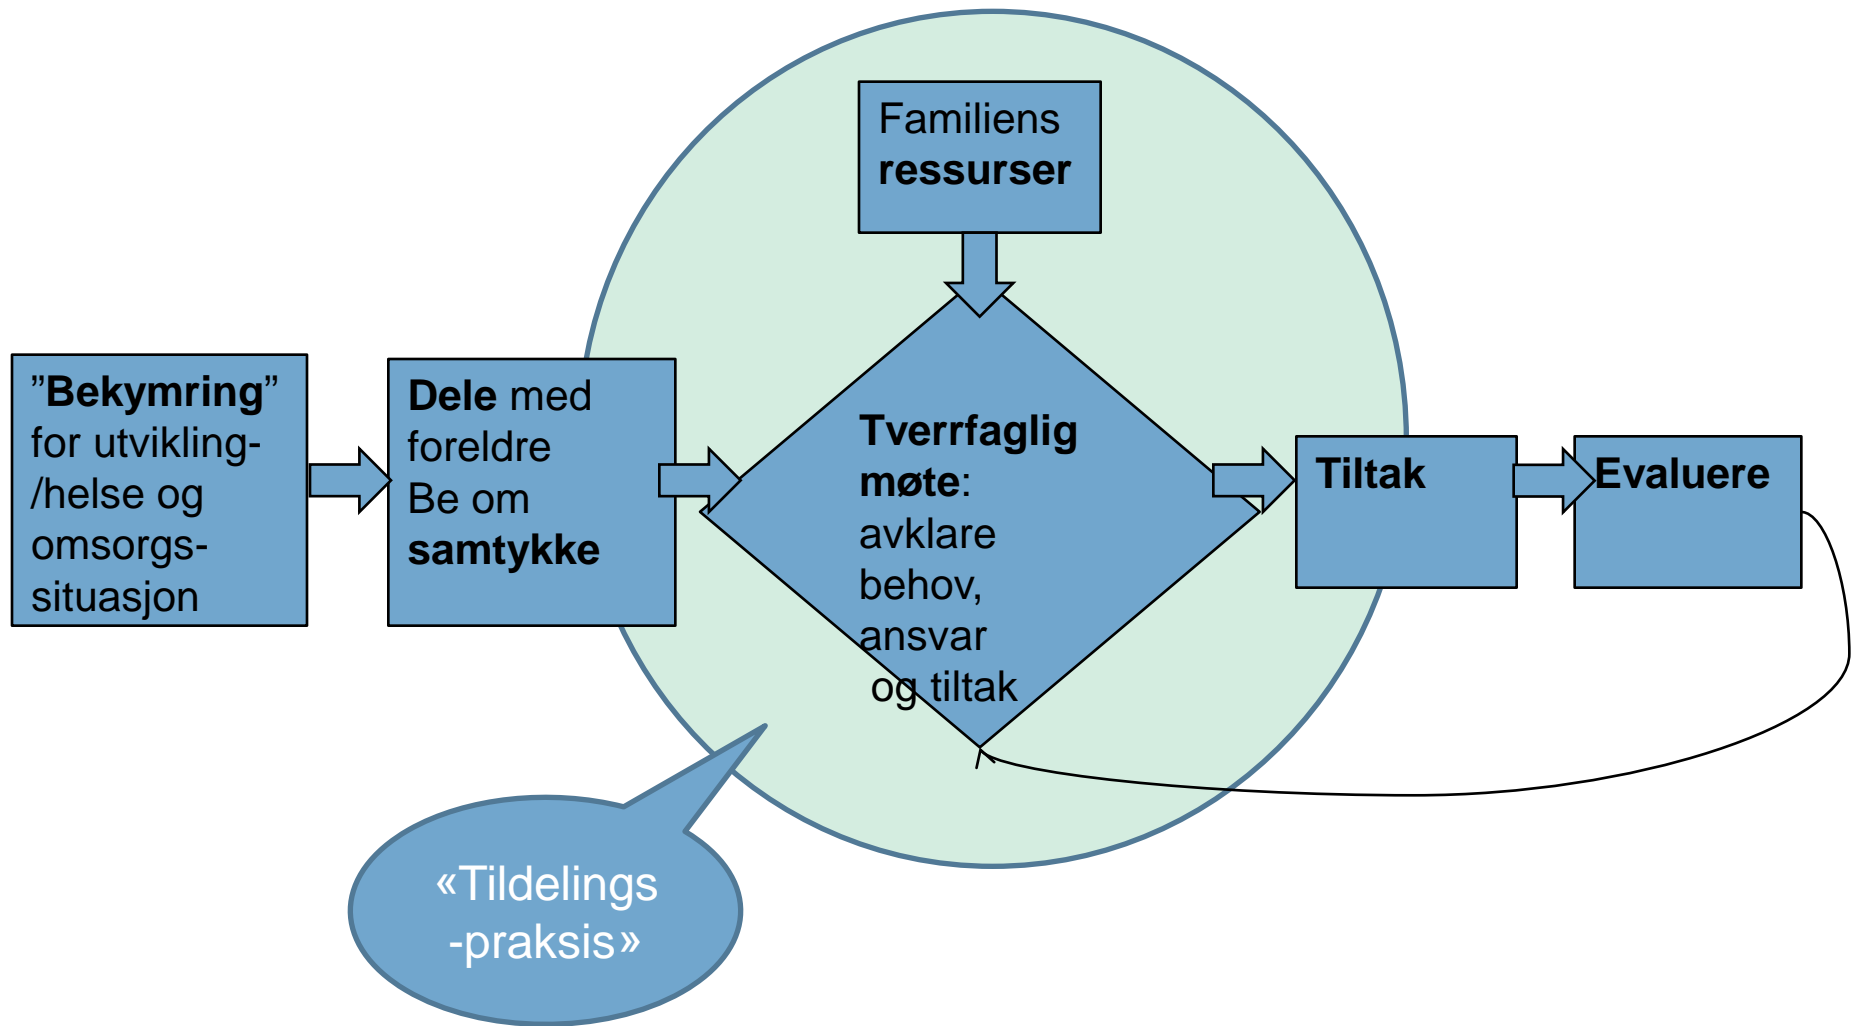 Familiens
ressurser
”Bekymring”
for utvikling-
/helse og
omsorgs-
situasjon
Dele med
foreldre
Be om
samtykke
Tverrfaglig
møte:
avklare
behov,
ansvar
og tiltak
Tiltak
Evaluere
«Tildelings
-praksis»